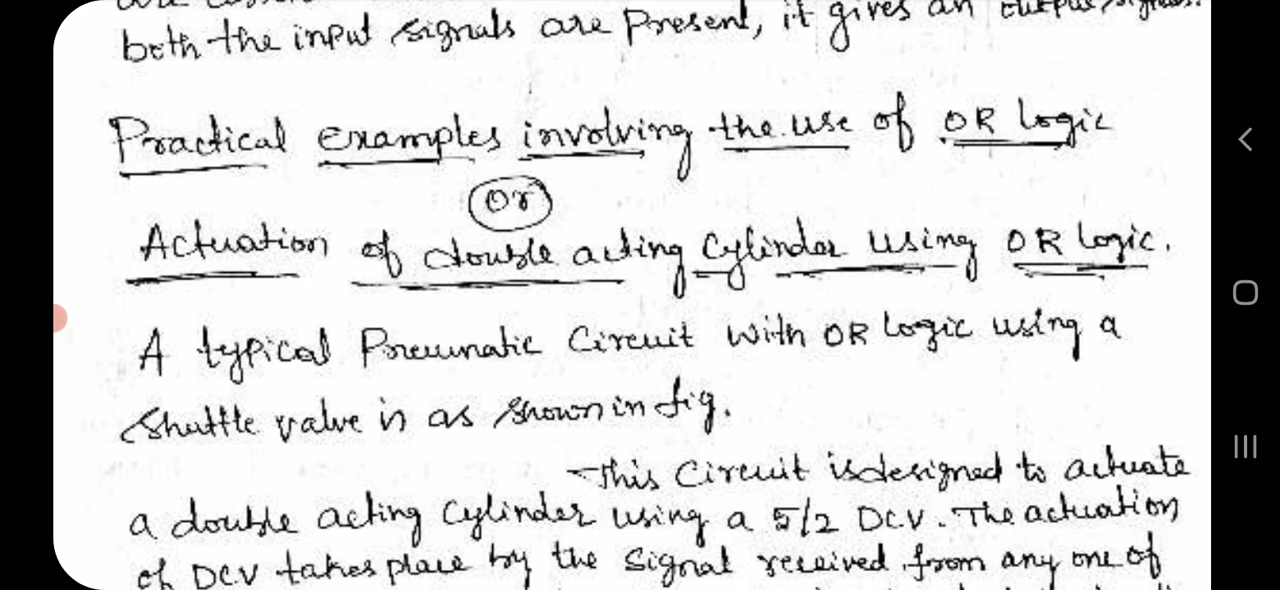 both the input signals are present, it gives an output signal.
Practical examples involving the use of OR logic
Or
Actuation of double acting cylinder using OR logic.
A typical Pneumatic Circuit With OR logic using a
shuttle valve is as shown in fig.
This Circuit is designed to actuate
a double acting cylinder using a 5/2 DCV. The actuation
of DCV takes place by the signal received from any one of